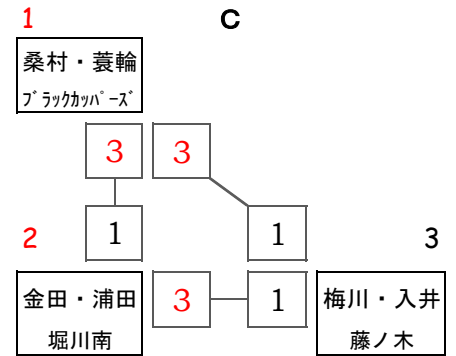 1 C
桑村・蓑輪
ﾌﾞﾗｯｸｶｯﾊﾟｰｽﾞ
3 3
2 1 1 3
金田・浦田 3 1 梅川・入井
堀川南 藤ノ木